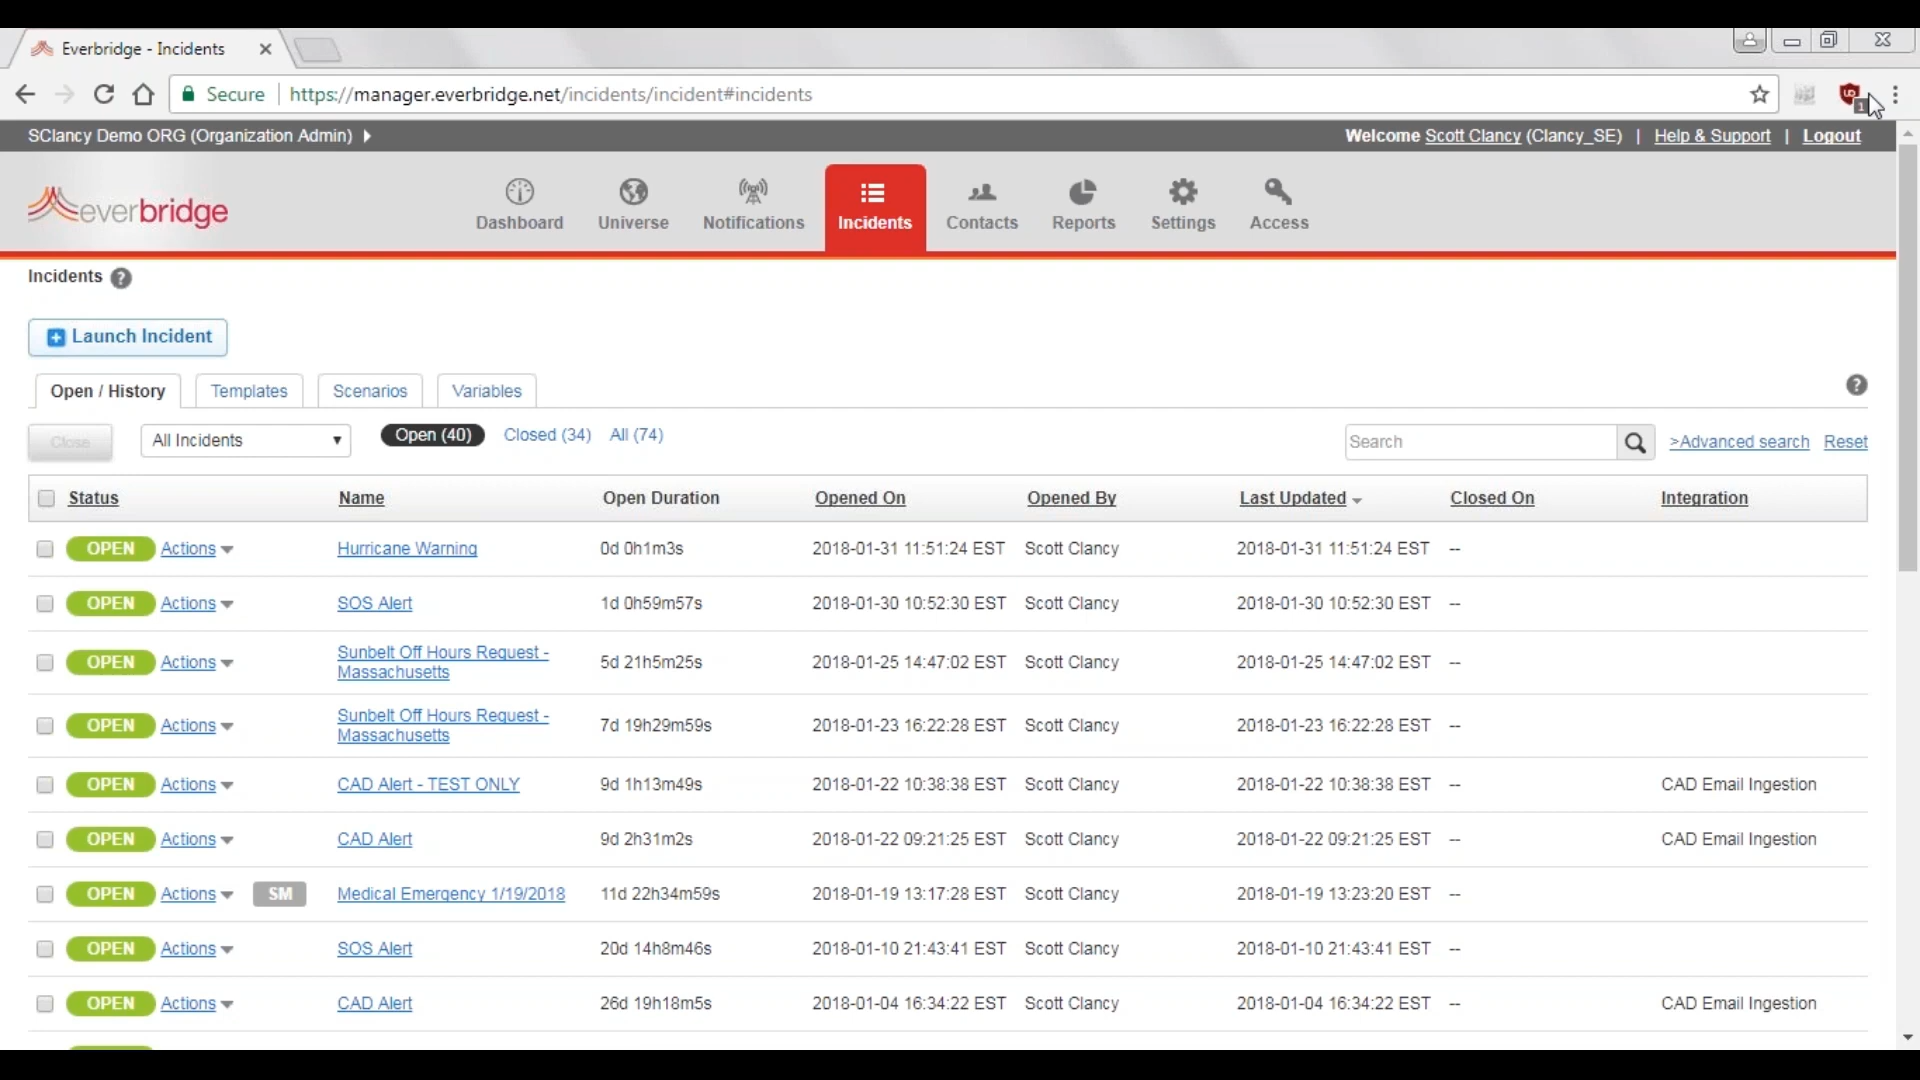 Everbridge - Incidents
Secure https://manager.everbridge.net/incidents/incident#incidents
1
SClancy Demo ORG (Organization Admin)
Welcome Scott Clancy (Clancy_SE) | Help & Support | Logout
everbridge
Dashboard Universe Notifications Incidents Contacts Reports Settings Access
Incidents ?
Launch Incident
Open / History Templates Scenarios Variables ?
Close All Incidents Open (40) Closed (34) All (74) Search >Advanced search Reset
Status Name Open Duration Opened On Opened By Last Updated Closed On Integration
OPEN Actions Hurricane Warning 0d 0h1m3s 2018-01-31 11:51:24 EST Scott Clancy 2018-01-31 11:51:24 EST --
OPEN Actions SOS Alert 1d 0h59m57s 2018-01-30 10:52:30 EST Scott Clancy 2018-01-30 10:52:30 EST --
OPEN Actions Sunbelt Off Hours Request - 5d 21h5m25s 2018-01-25 14:47:02 EST Scott Clancy 2018-01-25 14:47:02 EST --
Massachusetts
OPEN Actions Sunbelt Off Hours Request - 7d 19h29m59s 2018-01-23 16:22:28 EST Scott Clancy 2018-01-23 16:22:28 EST --
Massachusetts
OPEN Actions CAD Alert - TEST ONLY 9d 1h13m49s 2018-01-22 10:38:38 EST Scott Clancy 2018-01-22 10:38:38 EST -- CAD Email Ingestion
OPEN Actions CAD Alert 9d 2h31m2s 2018-01-22 09:21:25 EST Scott Clancy 2018-01-22 09:21:25 EST -- CAD Email Ingestion
OPEN Actions SM Medical Emergency 1/19/2018 11d 22h34m59s 2018-01-19 13:17:28 EST Scott Clancy 2018-01-19 13:23:20 EST --
OPEN Actions SOS Alert 20d 14h8m46s 2018-01-10 21:43:41 EST Scott Clancy 2018-01-10 21:43:41 EST --
OPEN Actions CAD Alert 26d 19h18m5s 2018-01-04 16:34:22 EST Scott Clancy 2018-01-04 16:34:22 EST -- CAD Email Ingestion